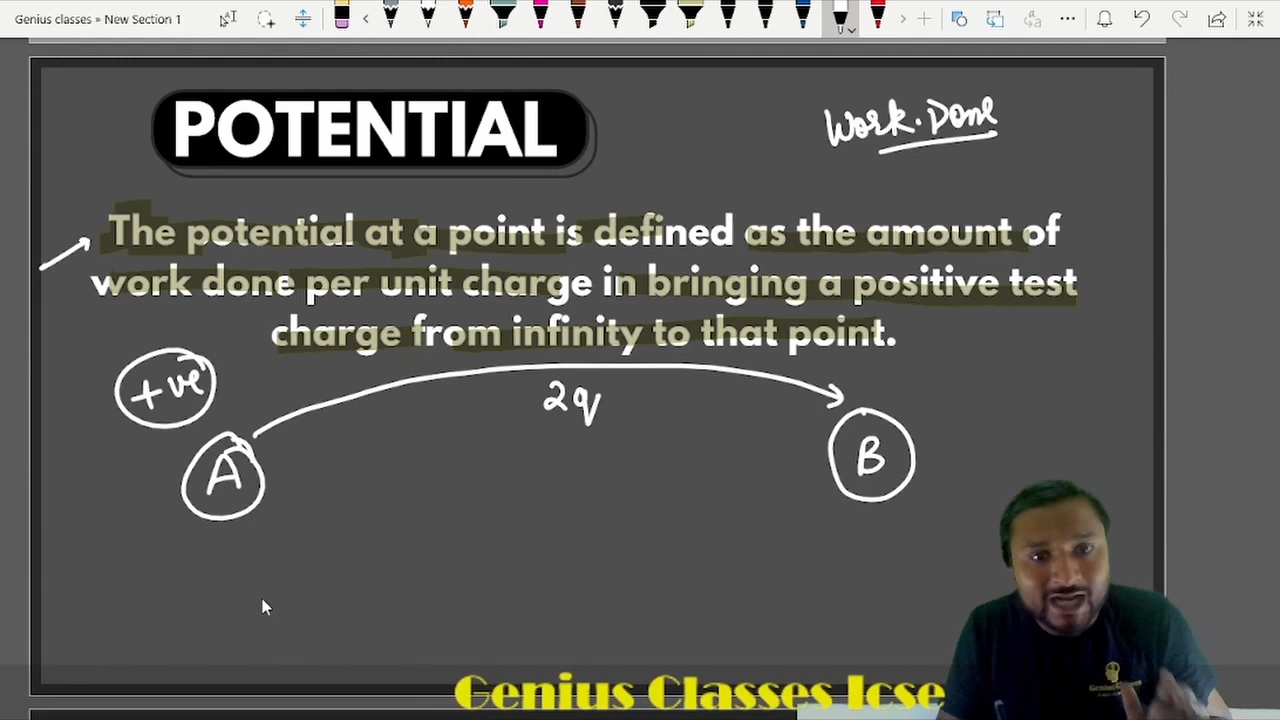 Genius classes » New Section 1
POTENTIAL
Work. Done
The potential at a point is defined as the amount of
work done per unit charge in bringing a positive test
charge from infinity to that point.
+ve
2q
A
B
Genius Classes Icse